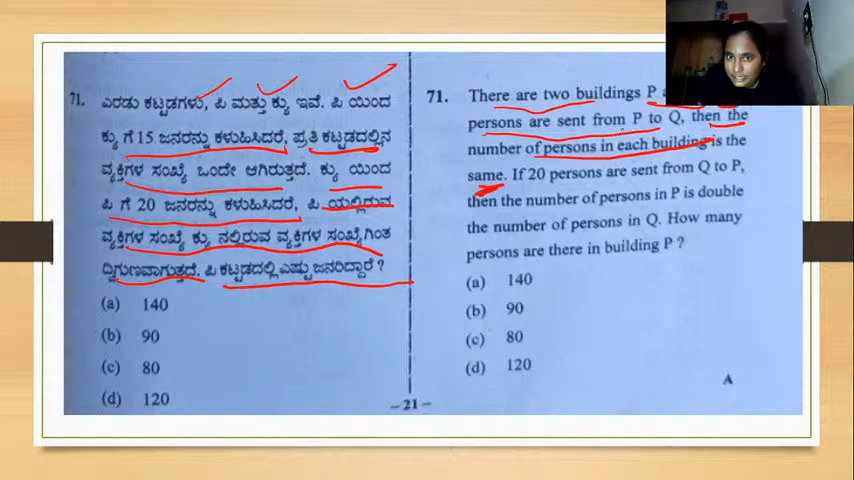 71. ಎರಡು ಕಟ್ಟಡಗಳು, ಪಿ ಮತ್ತು ಕ್ಯು ಇವೆ. ಪಿ ಯಿಂದ
ಕ್ಯು ಗೆ 15 ಜನರನ್ನು ಕಳುಹಿಸಿದರೆ, ಪ್ರತಿ ಕಟ್ಟಡದಲ್ಲಿನ
ವ್ಯಕ್ತಿಗಳ ಸಂಖ್ಯೆ ಒಂದೇ ಆಗಿರುತ್ತದೆ. ಕ್ಯು ಯಿಂದ
ಪಿ ಗೆ 20 ಜನರನ್ನು ಕಳುಹಿಸಿದರೆ, ಪಿ ಯಲ್ಲಿರುವ
ವ್ಯಕ್ತಿಗಳ ಸಂಖ್ಯೆ ಕ್ಯು ನಲ್ಲಿರುವ ವ್ಯಕ್ತಿಗಳ ಸಂಖ್ಯೆಗಿಂತ
ದ್ವಿಗುಣವಾಗುತ್ತದೆ. ಪಿ ಕಟ್ಟಡದಲ್ಲಿ ಎಷ್ಟು ಜನರಿದ್ದಾರೆ ?
(a) 140
(b) 90
(c) 80
(d) 120
71. There are two buildings P
persons are sent from P to Q, then the
number of persons in each building is the
same. If 20 persons are sent from Q to P,
then the number of persons in P is double
the number of persons in Q. How many
persons are there in building P ?
(a) 140
(b) 90
(c) 80
(d) 120
A
– 21 –